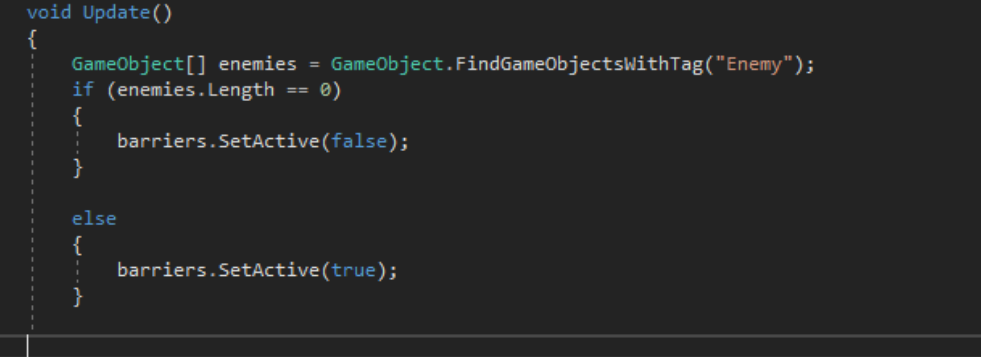 void Update()
{
GameObject[] enemies = GameObject.FindGameObjectsWithTag("Enemy");
if (enemies.Length == 0)
{
barriers.SetActive(false);
}
else
{
barriers.SetActive(true);
}